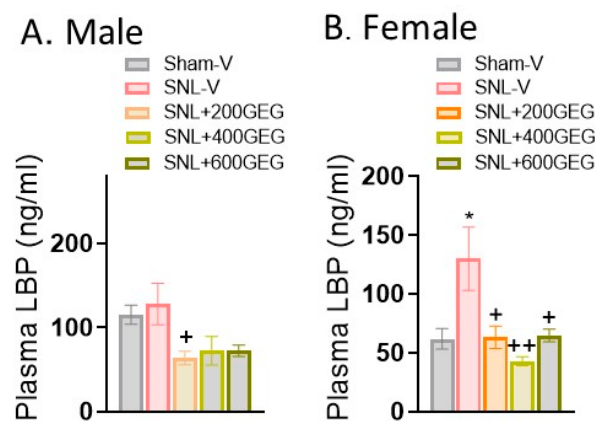 A. Male
Sham-V
SNL-V
SNL+200GEG
SNL+400GEG
SNL+600GEG
Plasma LBP (ng/ml)
200
100
0
+
B. Female
Sham-V
SNL-V
SNL+200GEG
SNL+400GEG
SNL+600GEG
Plasma LBP (ng/ml)
200
150
100
50
0
*
+
++
+